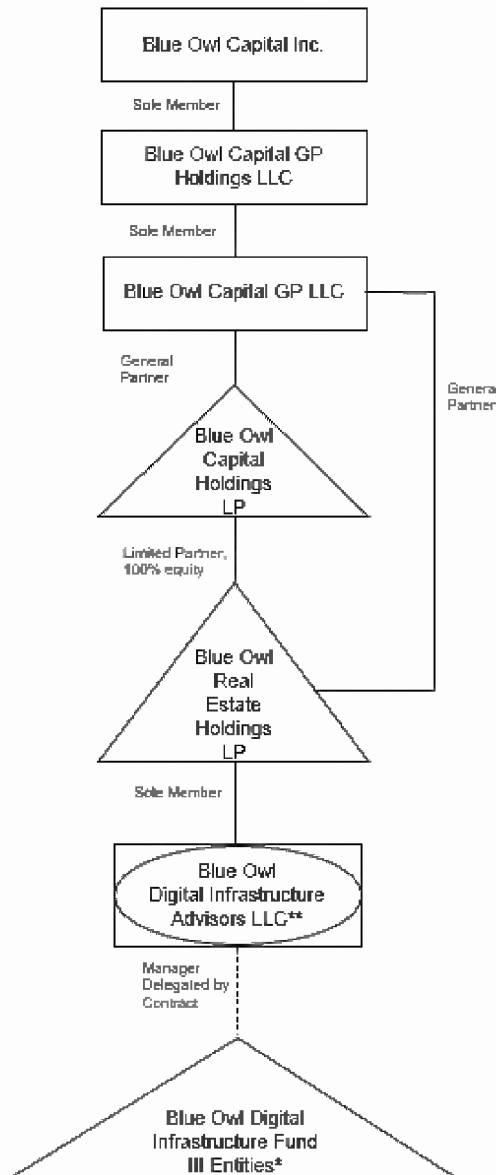 Blue Owl Capital Inc.
Sole Member
Blue Owl Capital GP
Holdings LLC
Sole Member
Blue Owl Capital GP LLC
General
Partner
General
Partner
Blue Owl
Capital
Holdings
LP
Limited Partner,
100% equity
Blue Owl
Real
Estate
Holdings
LP
Sole Member
Blue Owl
Digital Infrastructure
Advisors LLC**
Manager
Delegated by
Contract
Blue Owl Digital
Infrastructure Fund
III Entities*